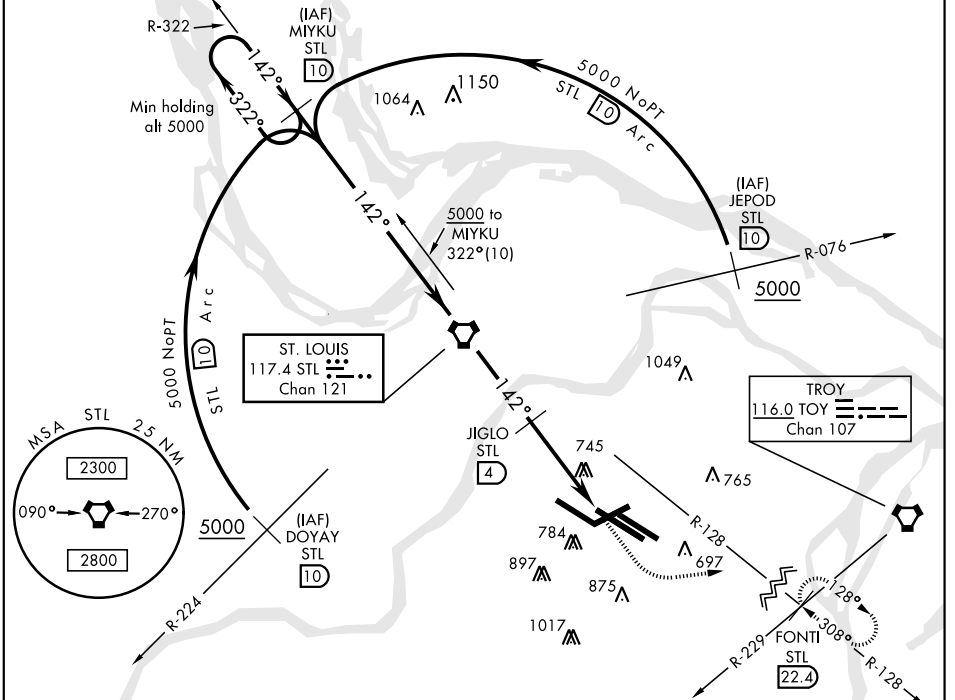 R-322
(IAF)
MIYKU
STL
10
142°
322°
Min holding
alt 5000
1064
1150
5000 NoPT
STL 10 Arc
(IAF)
JEPOD
STL
10
R-076
5000
142°
5000 to
MIYKU
322°(10)
5000 NoPT
STL 10 Arc
ST. LOUIS
117.4 STL
Chan 121
1049
TROY
116.0 TOY
Chan 107
142°
JIGLO
STL
4
745
765
MSA STL 25 NM
2300
090°
270°
2800
5000
(IAF)
DOYAY
STL
10
R-224
R-128
784
697
897
875
1017
128°
308°
FONTI
STL
22.4
R-229
R-128